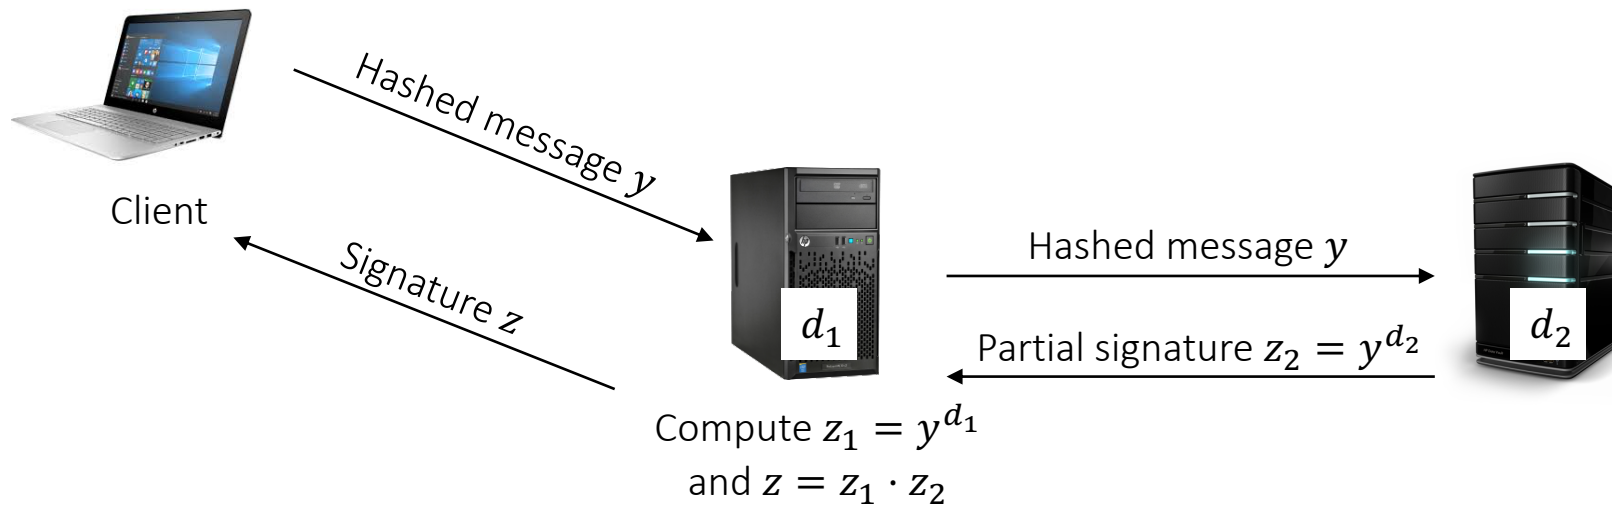 Hashed message y
Client
Signature z
d₁
Hashed message y
Partial signature z₂ = y^{d₂}
d₂
Compute z₁ = y^{d₁}
and z = z₁ · z₂